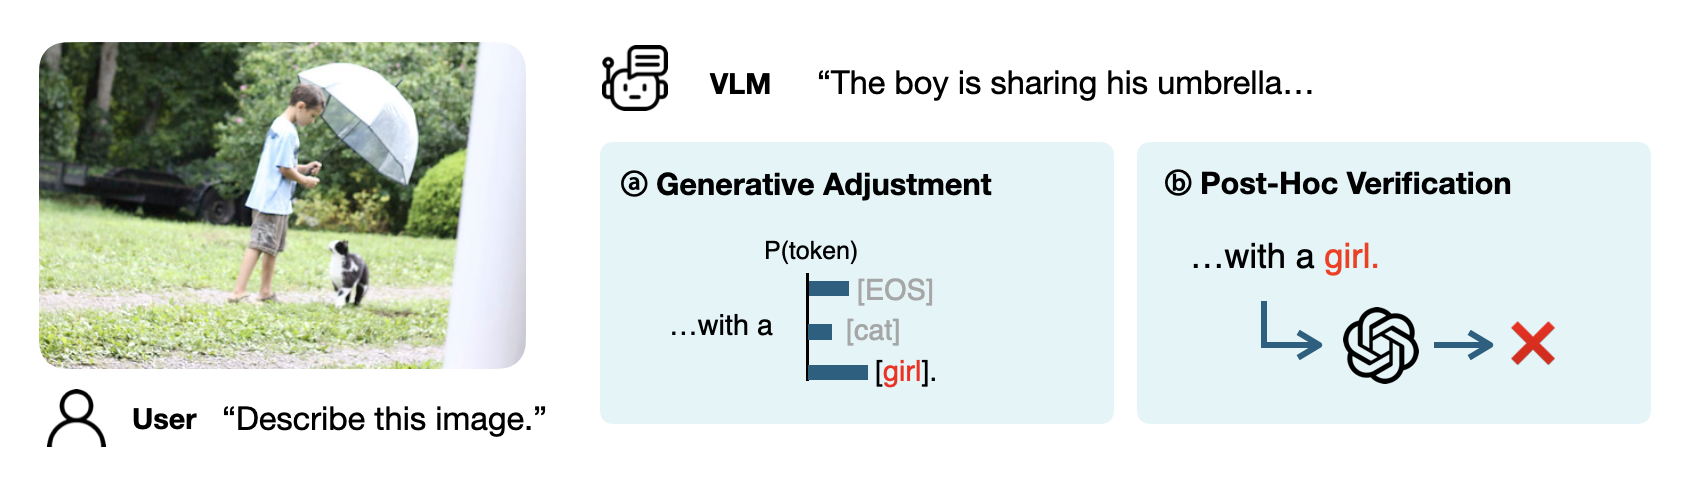 VLM "The boy is sharing his umbrella...
ⓐ Generative Adjustment
P(token)
[EOS]
...with a
[cat]
[girl].
ⓑ Post-Hoc Verification
...with a girl.
User "Describe this image."